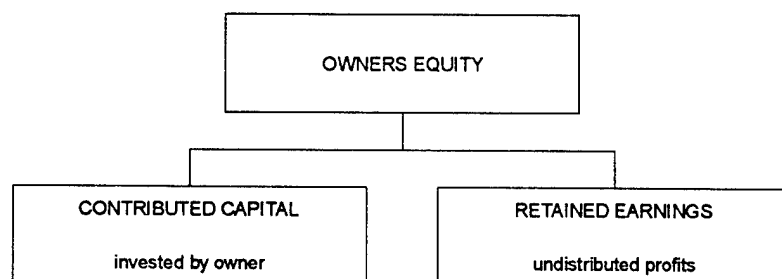 OWNERS EQUITY
CONTRIBUTED CAPITAL
invested by owner
RETAINED EARNINGS
undistributed profits